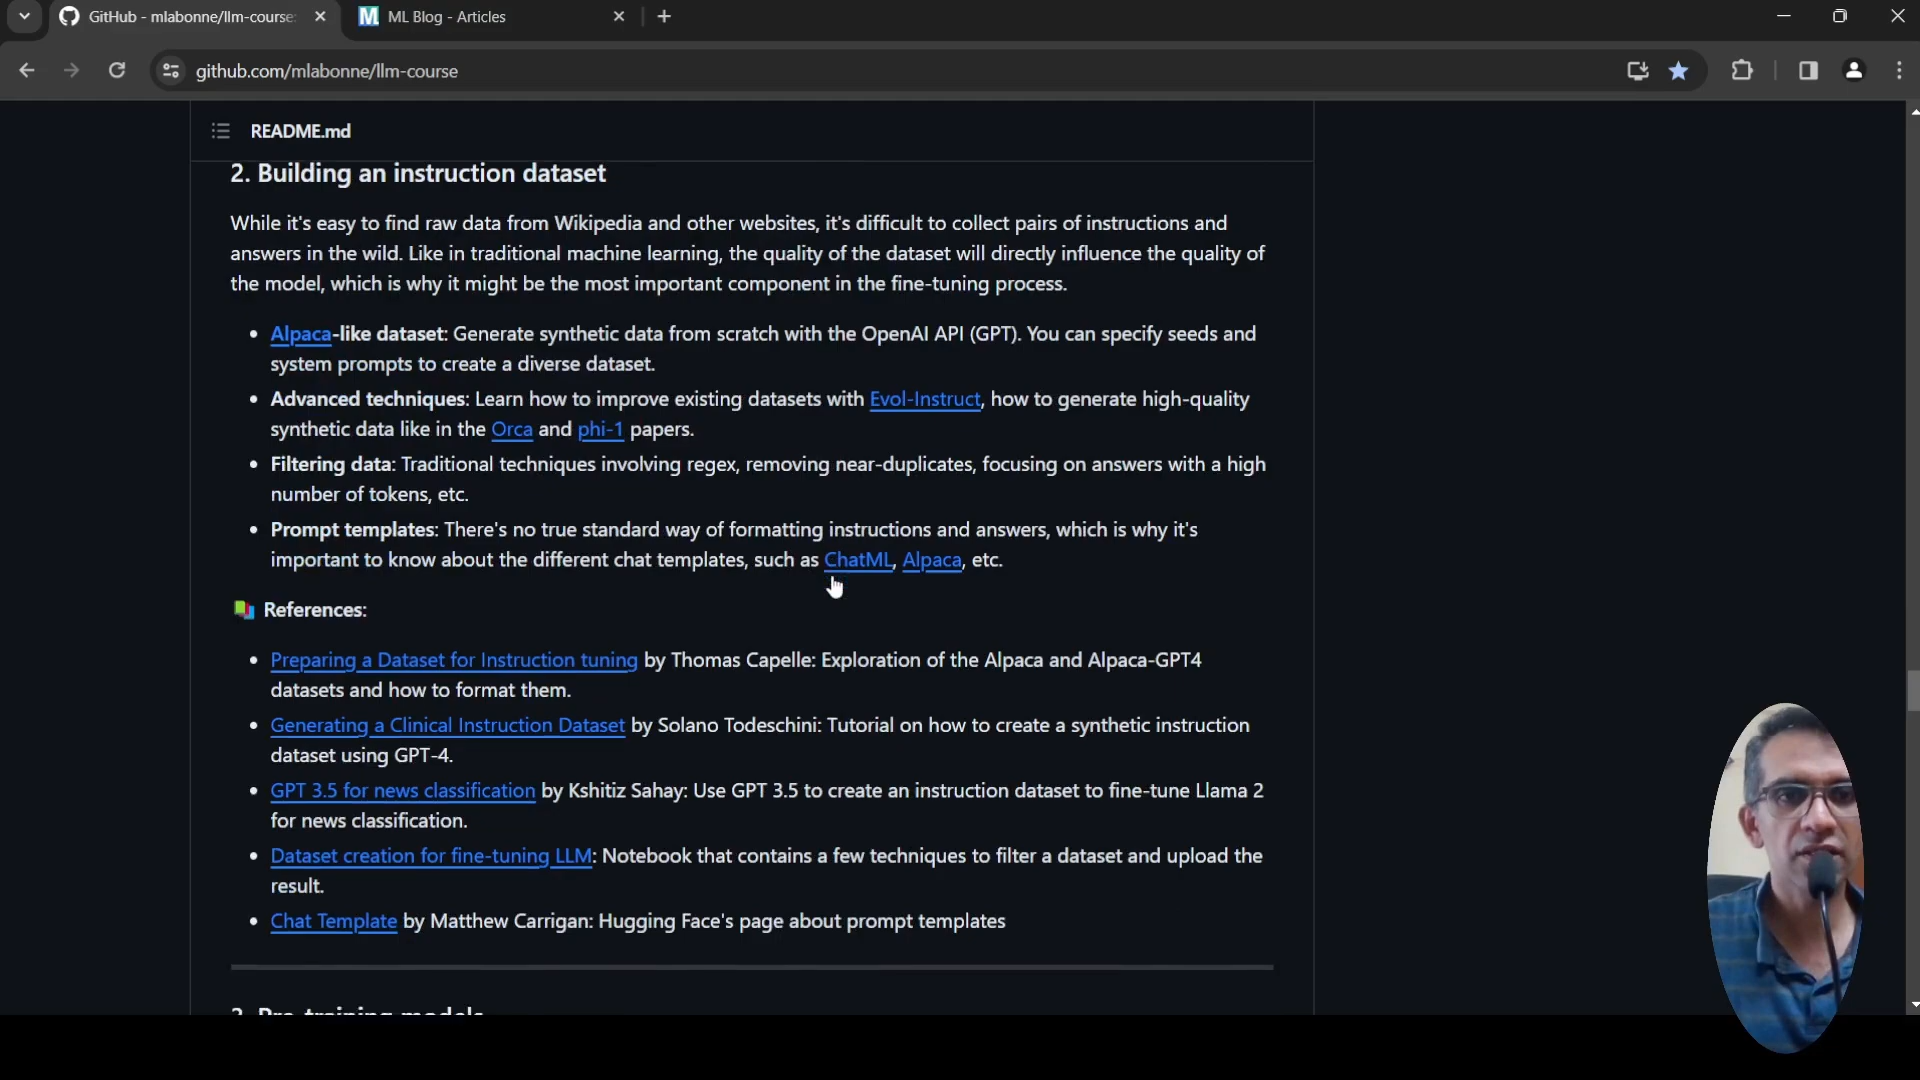 GitHub - mlabonne/llm-course:
M ML Blog - Articles
github.com/mlabonne/llm-course
README.md
2. Building an instruction dataset
While it's easy to find raw data from Wikipedia and other websites, it's difficult to collect pairs of instructions and
answers in the wild. Like in traditional machine learning, the quality of the dataset will directly influence the quality of
the model, which is why it might be the most important component in the fine-tuning process.
• Alpaca-like dataset: Generate synthetic data from scratch with the OpenAI API (GPT). You can specify seeds and
system prompts to create a diverse dataset.
• Advanced techniques: Learn how to improve existing datasets with Evol-Instruct, how to generate high-quality
synthetic data like in the Orca and phi-1 papers.
• Filtering data: Traditional techniques involving regex, removing near-duplicates, focusing on answers with a high
number of tokens, etc.
• Prompt templates: There's no true standard way of formatting instructions and answers, which is why it's
important to know about the different chat templates, such as ChatML, Alpaca, etc.
References:
• Preparing a Dataset for Instruction tuning by Thomas Capelle: Exploration of the Alpaca and Alpaca-GPT4
datasets and how to format them.
• Generating a Clinical Instruction Dataset by Solano Todeschini: Tutorial on how to create a synthetic instruction
dataset using GPT-4.
• GPT 3.5 for news classification by Kshitiz Sahay: Use GPT 3.5 to create an instruction dataset to fine-tune Llama 2
for news classification.
• Dataset creation for fine-tuning LLM: Notebook that contains a few techniques to filter a dataset and upload the
result.
• Chat Template by Matthew Carrigan: Hugging Face's page about prompt templates
Pre-training models